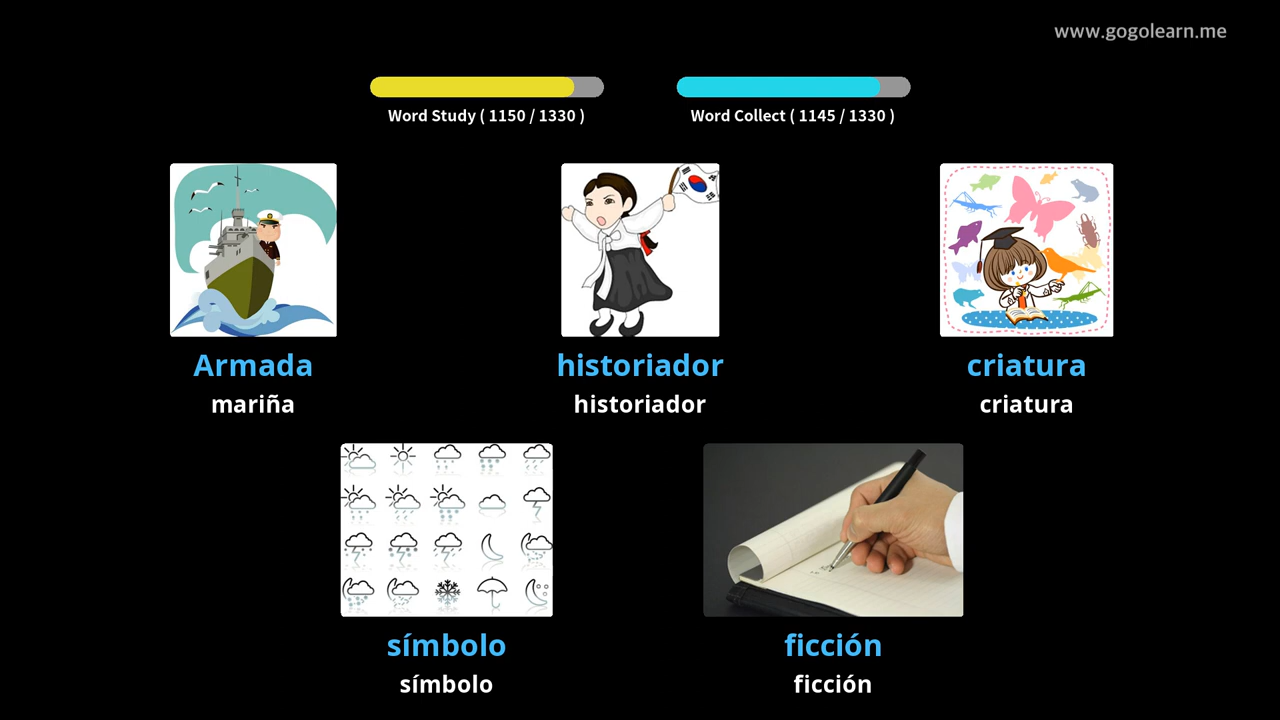 www.gogolearn.me
Word Study ( 1150 / 1330 )
Word Collect ( 1145 / 1330 )
Armada
mariña
historiador
historiador
criatura
criatura
símbolo
símbolo
ficción
ficción